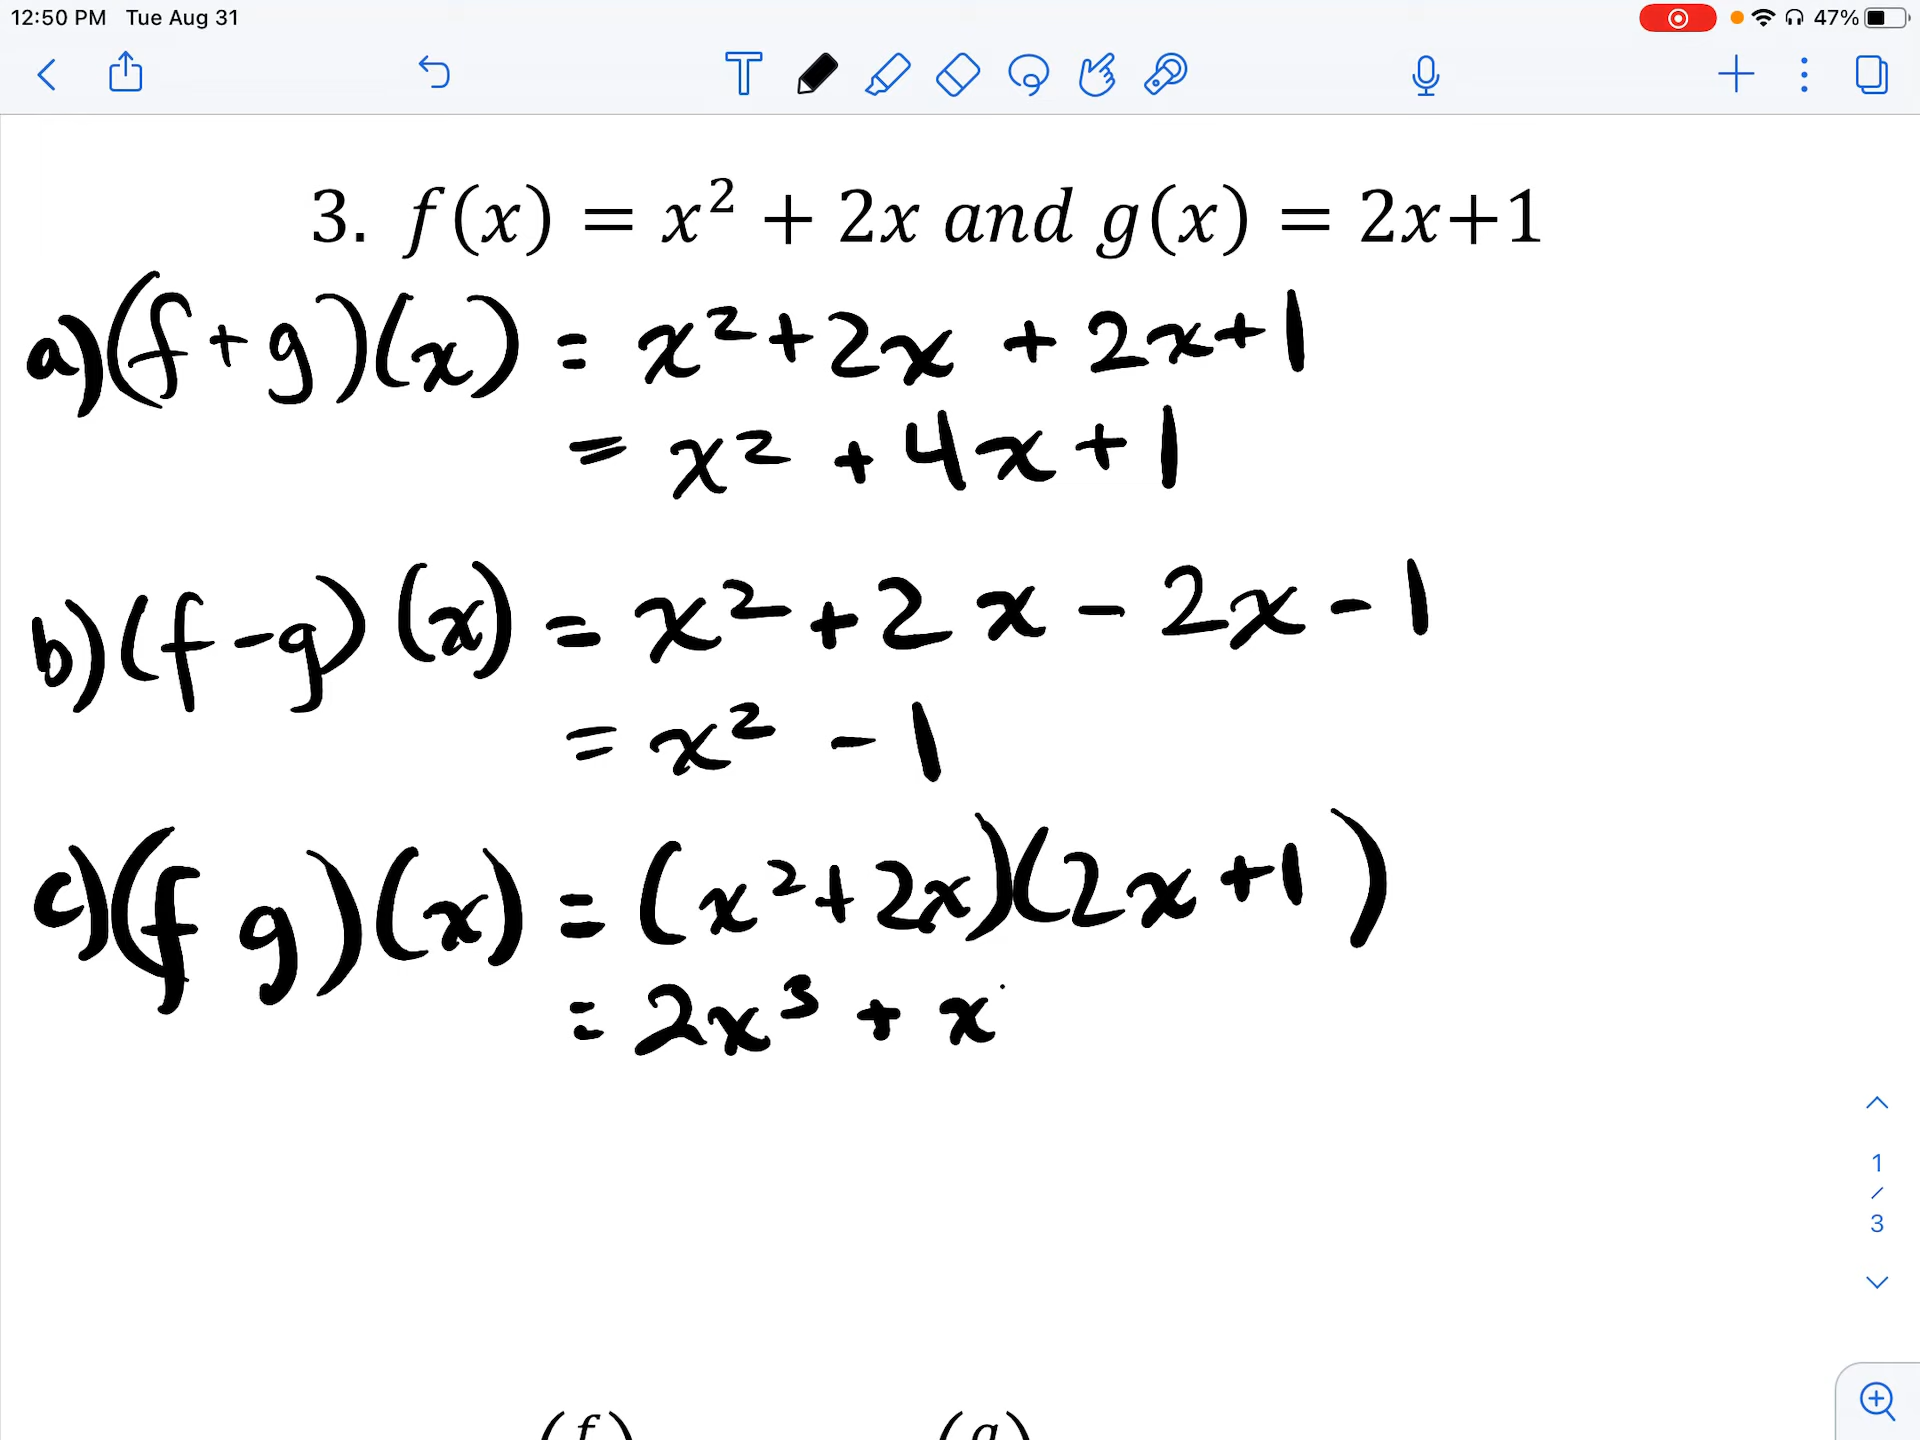 12:50 PM Tue Aug 31 47%
T
3. f(x) = x² + 2x and g(x) = 2x+1
a) (f+g)(x) = x²+2x + 2x+1
= x² + 4x + 1
b) (f-g)(x) = x² + 2x - 2x - 1
= x² - 1
c) (fg)(x) = (x²+2x)(2x+1)
= 2x³ + x
1
/
3
(f) (g)